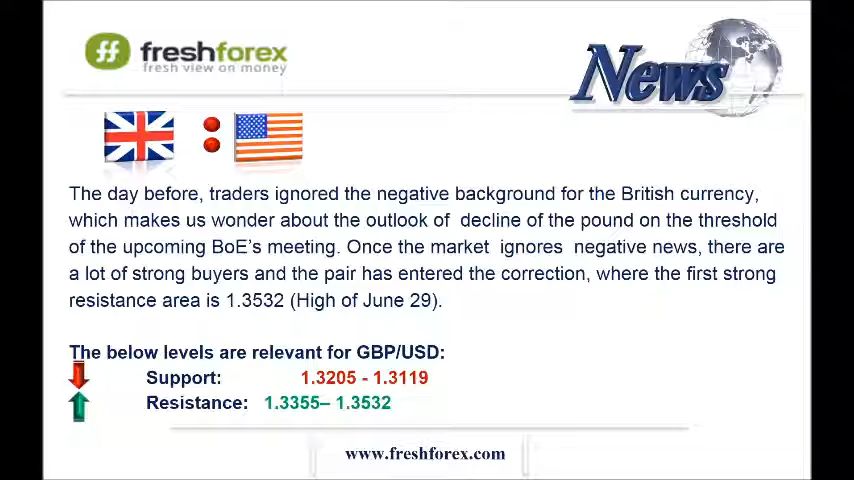 ff freshforex
fresh view on money
News
The day before, traders ignored the negative background for the British currency,
which makes us wonder about the outlook of decline of the pound on the threshold
of the upcoming BoE's meeting. Once the market ignores negative news, there are
a lot of strong buyers and the pair has entered the correction, where the first strong
resistance area is 1.3532 (High of June 29).
The below levels are relevant for GBP/USD:
Support: 1.3205 - 1.3119
Resistance: 1.3355– 1.3532
www.freshforex.com